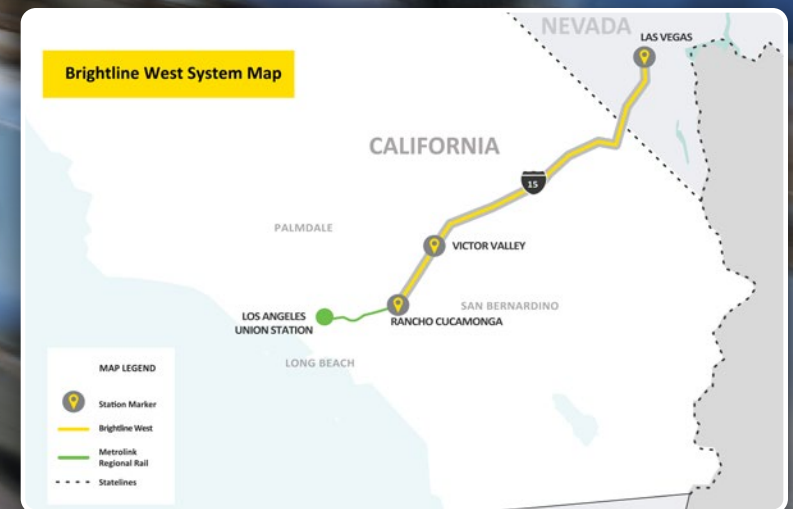 NEVADA
LAS VEGAS
Brightline West System Map
CALIFORNIA
15
PALMDALE
VICTOR VALLEY
SAN BERNARDINO
LOS ANGELES
UNION STATION
RANCHO CUCAMONGA
LONG BEACH
MAP LEGEND
Station Marker
Brightline West
Metrolink
Regional Rail
Statelines